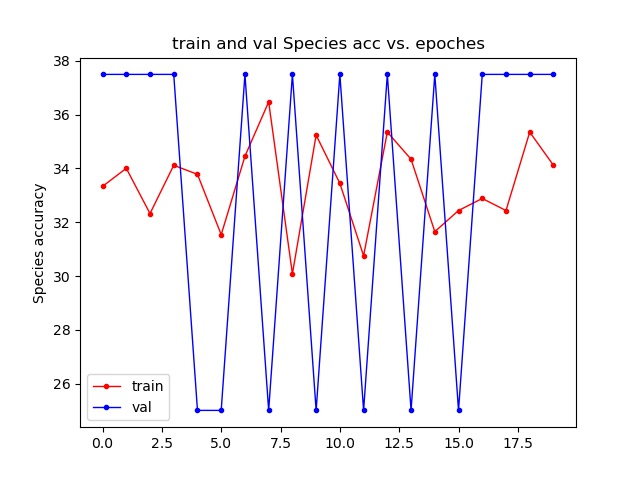 train and val Species acc vs. epoches
Species accuracy
38
36
34
32
30
28
26
train
val
0.0 2.5 5.0 7.5 10.0 12.5 15.0 17.5